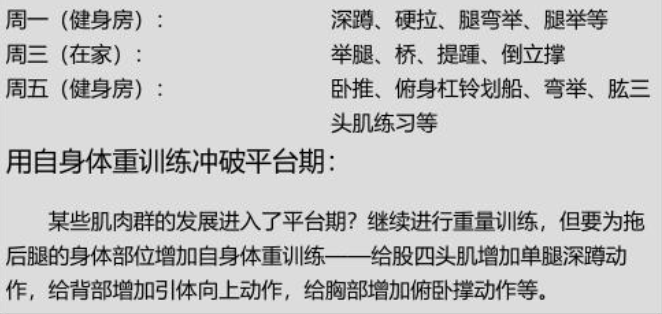 周一（健身房）： 深蹲、硬拉、腿弯举、腿举等
周三（在家）： 举腿、桥、提踵、倒立撑
周五（健身房）： 卧推、俯身杠铃划船、弯举、肱三
头肌练习等
用自身体重训练冲破平台期：
某些肌肉群的发展进入了平台期？继续进行重量训练，但要为拖
后腿的身体部位增加自身体重训练——给股四头肌增加单腿深蹲动
作，给背部增加引体向上动作，给胸部增加俯卧撑动作等。